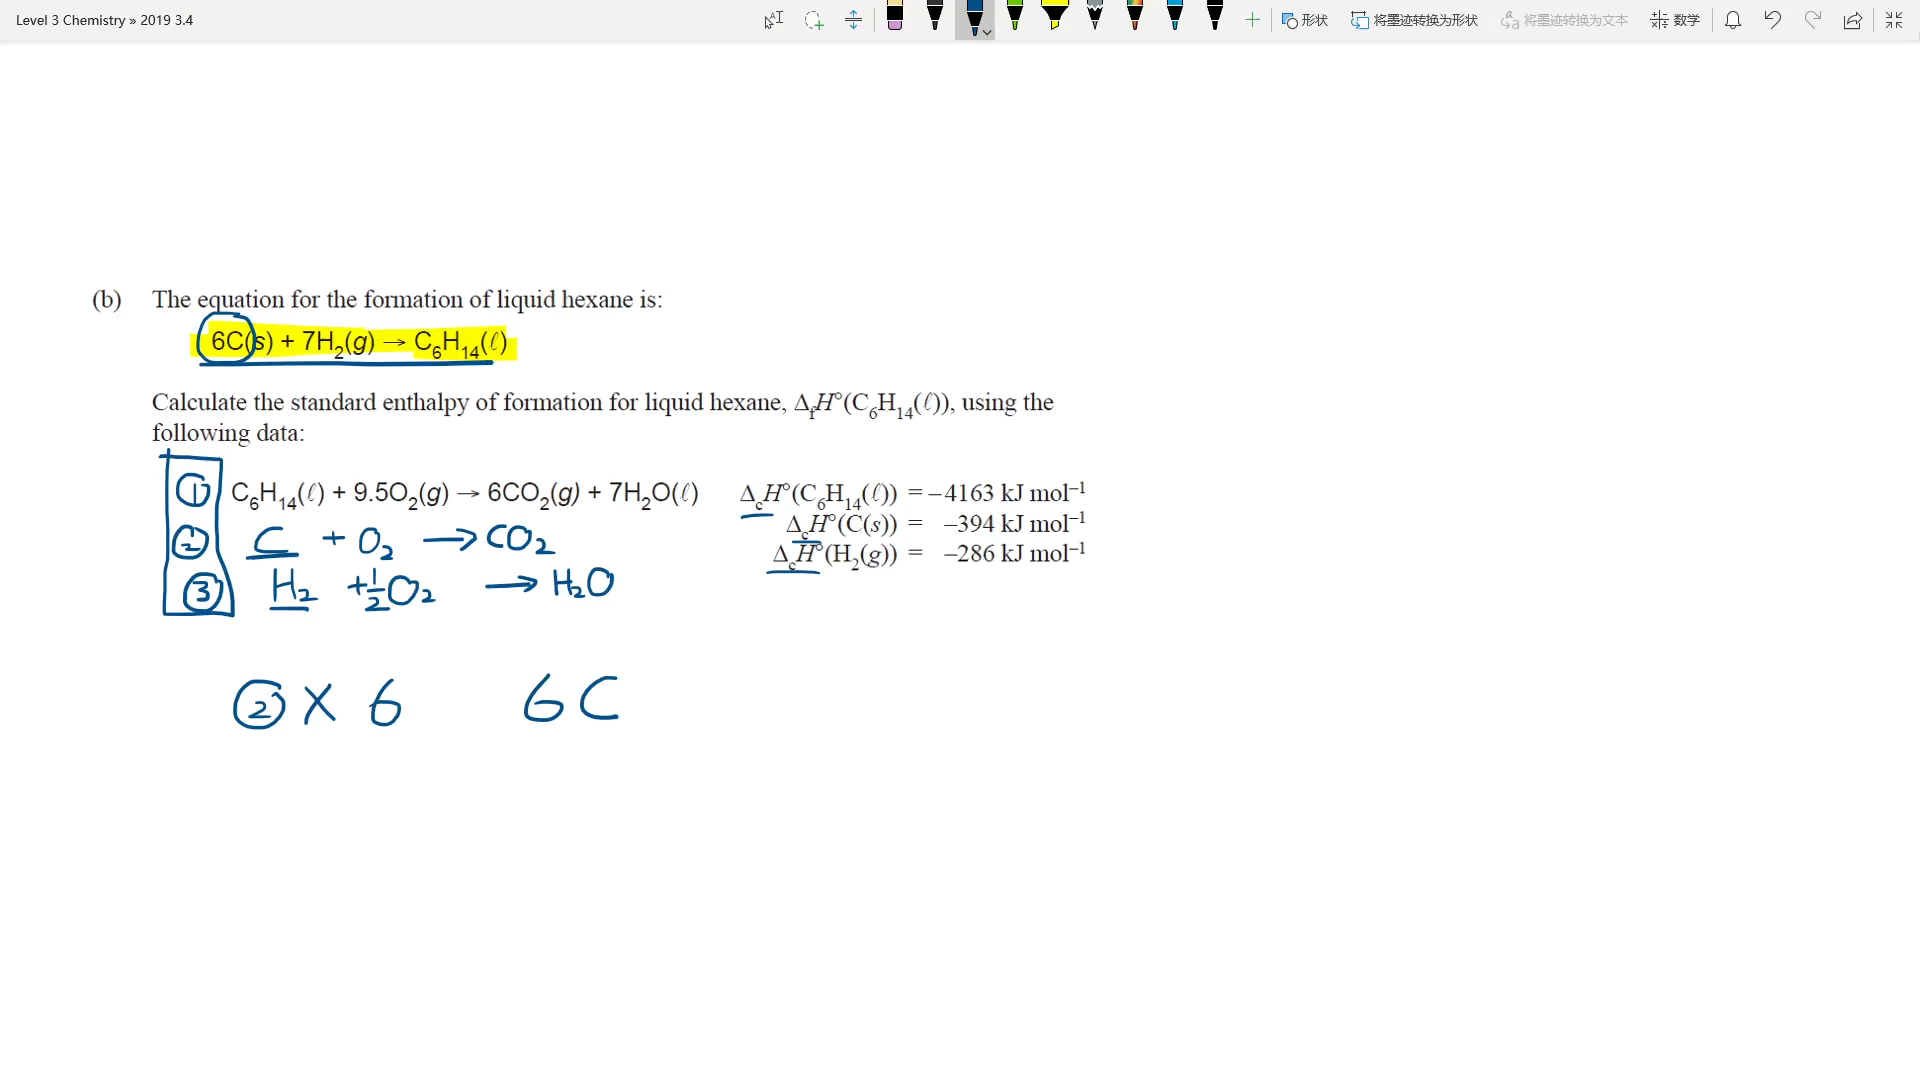 Level 3 Chemistry » 2019 3.4
形状 将墨迹转换为形状 将墨迹转换为文本 数学
(b) The equation for the formation of liquid hexane is:
6C(s) + 7H₂(g) → C₆H₁₄(ℓ)
Calculate the standard enthalpy of formation for liquid hexane, ΔfH°(C₆H₁₄(ℓ)), using the
following data:
① C₆H₁₄(ℓ) + 9.5O₂(g) → 6CO₂(g) + 7H₂O(ℓ) ΔcH°(C₆H₁₄(ℓ)) = –4163 kJ mol⁻¹
② C + O₂ → CO₂ ΔcH°(C(s)) = –394 kJ mol⁻¹
③ H₂ + ½O₂ → H₂O ΔcH°(H₂(g)) = –286 kJ mol⁻¹
② X 6 6C